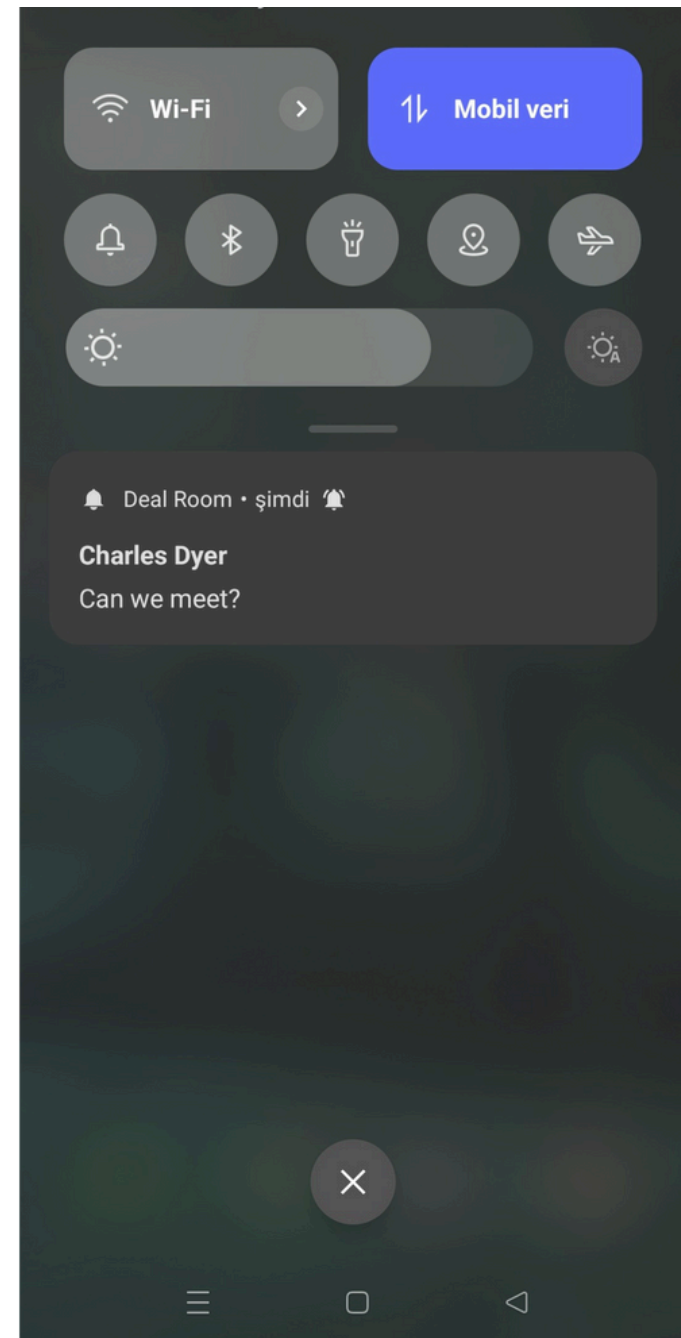 Wi-Fi
Mobil veri
A
Deal Room • şimdi
Charles Dyer
Can we meet?